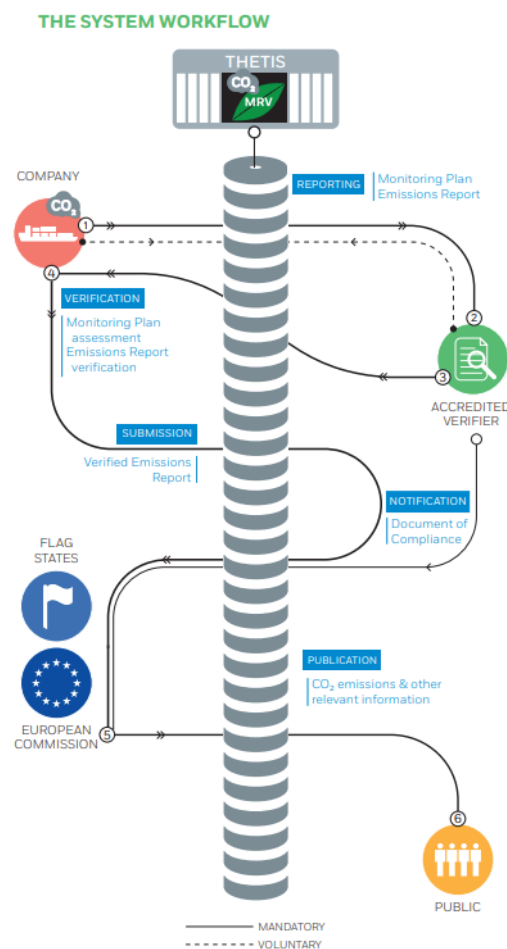 THE SYSTEM WORKFLOW
THETIS
CO₂
MRV
COMPANY
CO₂
REPORTING
Monitoring Plan
Emissions Report
1
2
4
VERIFICATION
Monitoring Plan
assessment
Emissions Report
verification
3
ACCREDITED
VERIFIER
SUBMISSION
Verified Emissions
Report
NOTIFICATION
Document of
Compliance
FLAG
STATES
PUBLICATION
CO₂ emissions & other
relevant information
EUROPEAN
COMMISSION
5
6
PUBLIC
MANDATORY
VOLUNTARY